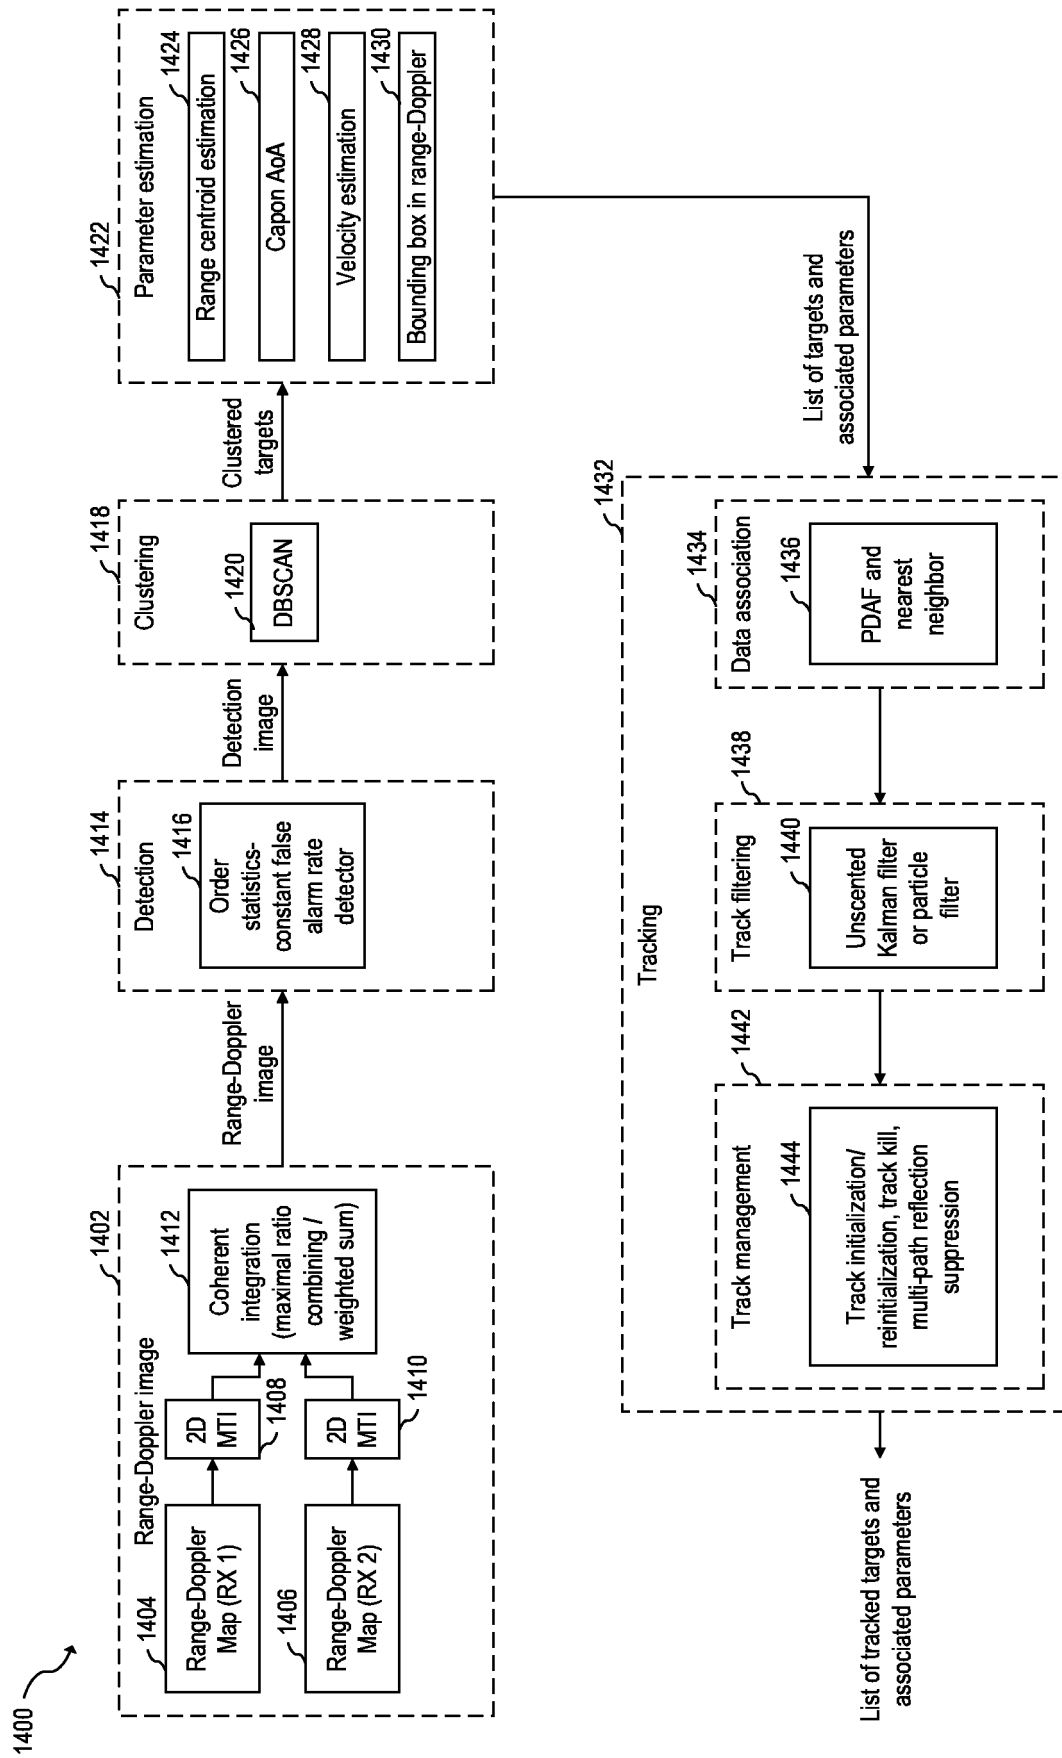 1400
1402
Range-Doppler image
1404
Range-Doppler
Map (RX 1)
1406
Range-Doppler
Map (RX 2)
2D
MTI
1408
2D
MTI
1410
1412
Coherent
integration
(maximal ratio
combining /
weighted sum)
Range-Doppler
image
1414
Detection
1416
Order
statistics-
constant false
alarm rate
detector
Detection
image
1418
Clustering
1420
DBSCAN
Clustered
targets
1422
Parameter estimation
1424
Range centroid estimation
1426
Capon AoA
1428
Velocity estimation
1430
Bounding box in range-Doppler
List of targets and
associated parameters
1432
Tracking
1434
Data association
1436
PDAF and
nearest
neighbor
1438
Track filtering
1440
Unscented
Kalman filter
or particle
filter
1442
Track management
1444
Track initialization/
reinitialization, track kill,
multi-path reflection
suppression
List of tracked targets and
associated parameters